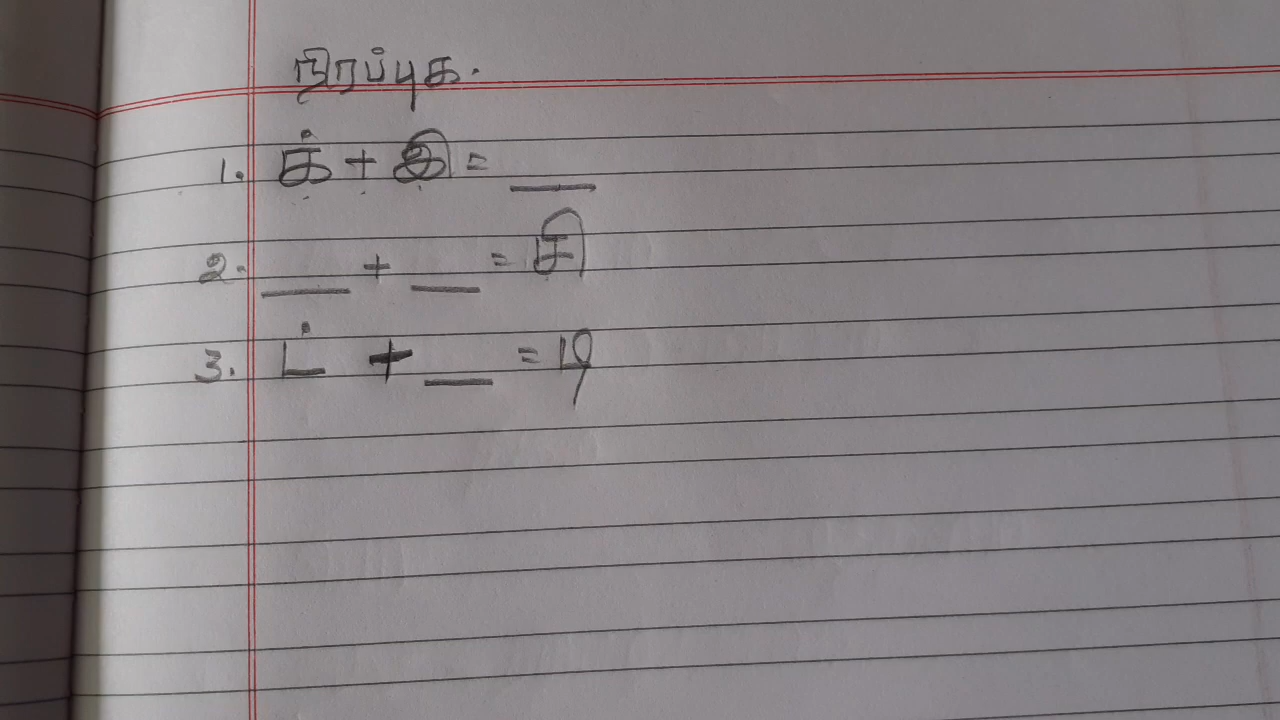 நிரப்புக.
1. க் + இ = ___
2. ___ + ___ = சி
3. ட் + ___ = டி